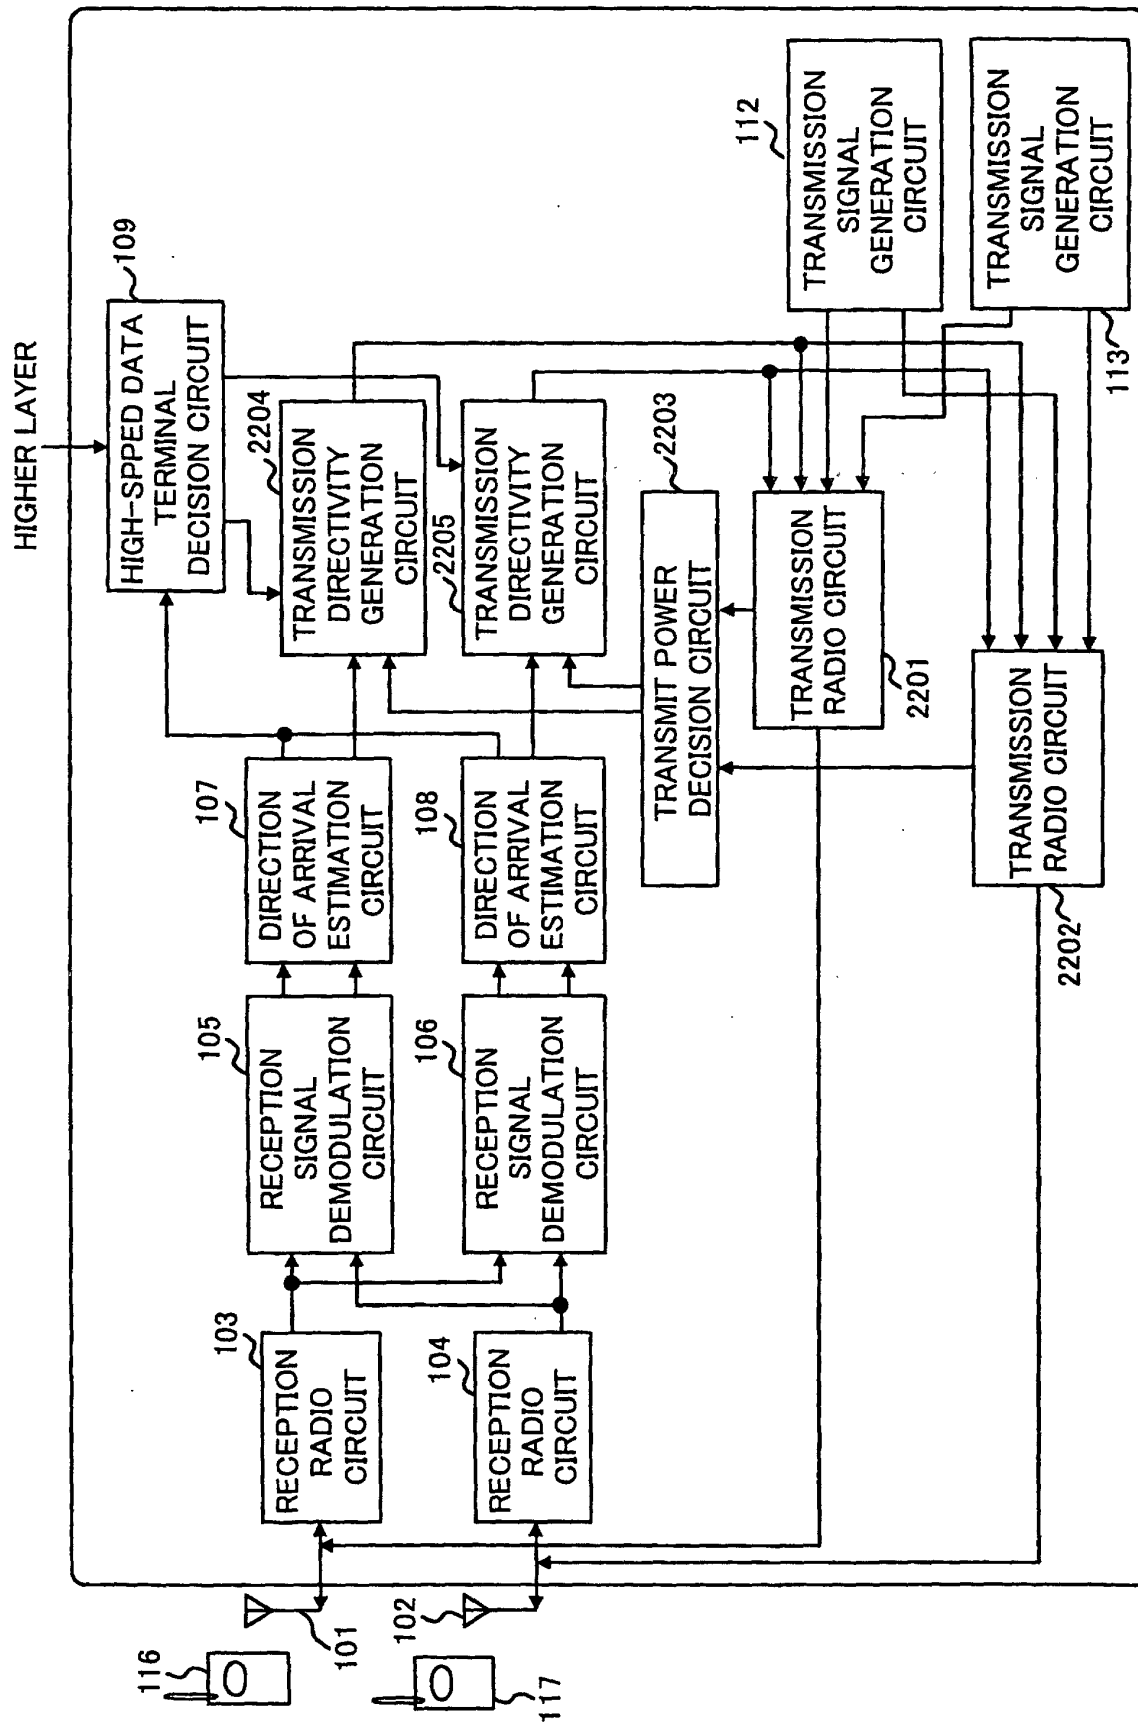 HIGHER LAYER
109
HIGH-SPPED DATA
TERMINAL
DECISION CIRCUIT
116
101
103
RECEPTION
RADIO
CIRCUIT
105
RECEPTION
SIGNAL
DEMODULATION
CIRCUIT
107
DIRECTION
OF ARRIVAL
ESTIMATION
CIRCUIT
2204
TRANSMISSION
DIRECTIVITY
GENERATION
CIRCUIT
117
102
104
RECEPTION
RADIO
CIRCUIT
106
RECEPTION
SIGNAL
DEMODULATION
CIRCUIT
108
DIRECTION
OF ARRIVAL
ESTIMATION
CIRCUIT
2205
TRANSMISSION
DIRECTIVITY
GENERATION
CIRCUIT
2203
TRANSMIT POWER
DECISION CIRCUIT
TRANSMISSION
RADIO CIRCUIT
2201
112
TRANSMISSION
SIGNAL
GENERATION
CIRCUIT
TRANSMISSION
RADIO CIRCUIT
2202
TRANSMISSION
SIGNAL
GENERATION
CIRCUIT
113